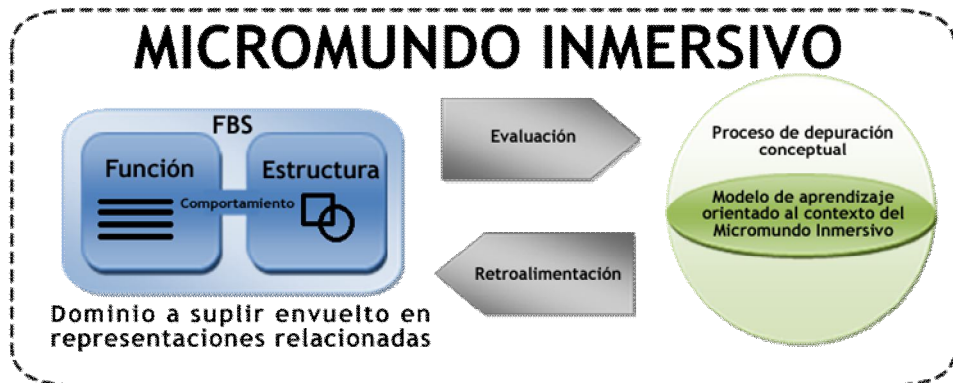 MICROMUNDO INMERSIVO
FBS
Función
Estructura
Comportamiento
Dominio a suplir envuelto en
representaciones relacionadas
Evaluación
Retroalimentación
Proceso de depuración
conceptual
Modelo de aprendizaje
orientado al contexto del
Micromundo Inmersivo